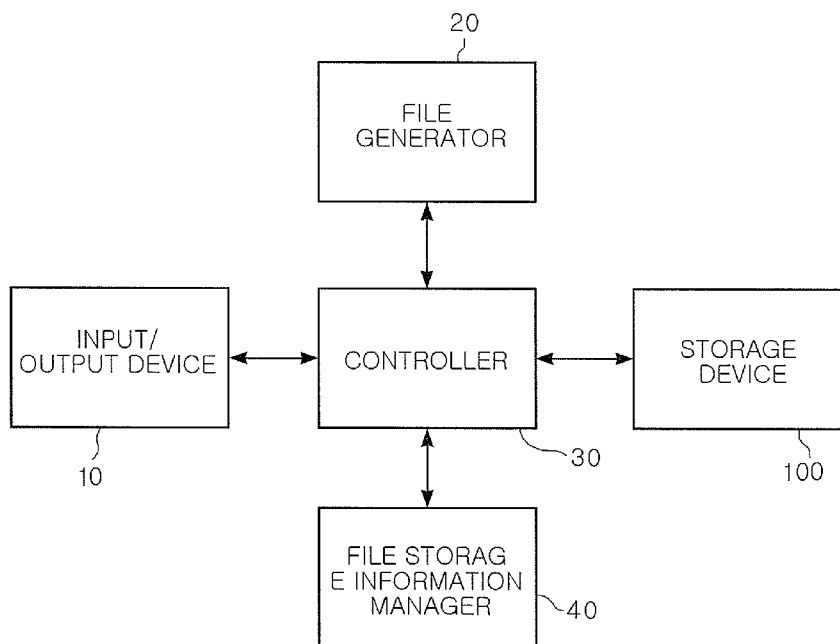 20
FILE
GENERATOR
INPUT/
OUTPUT DEVICE
CONTROLLER
STORAGE
DEVICE
10
30
100
FILE STORAG
E INFORMATION
MANAGER
40